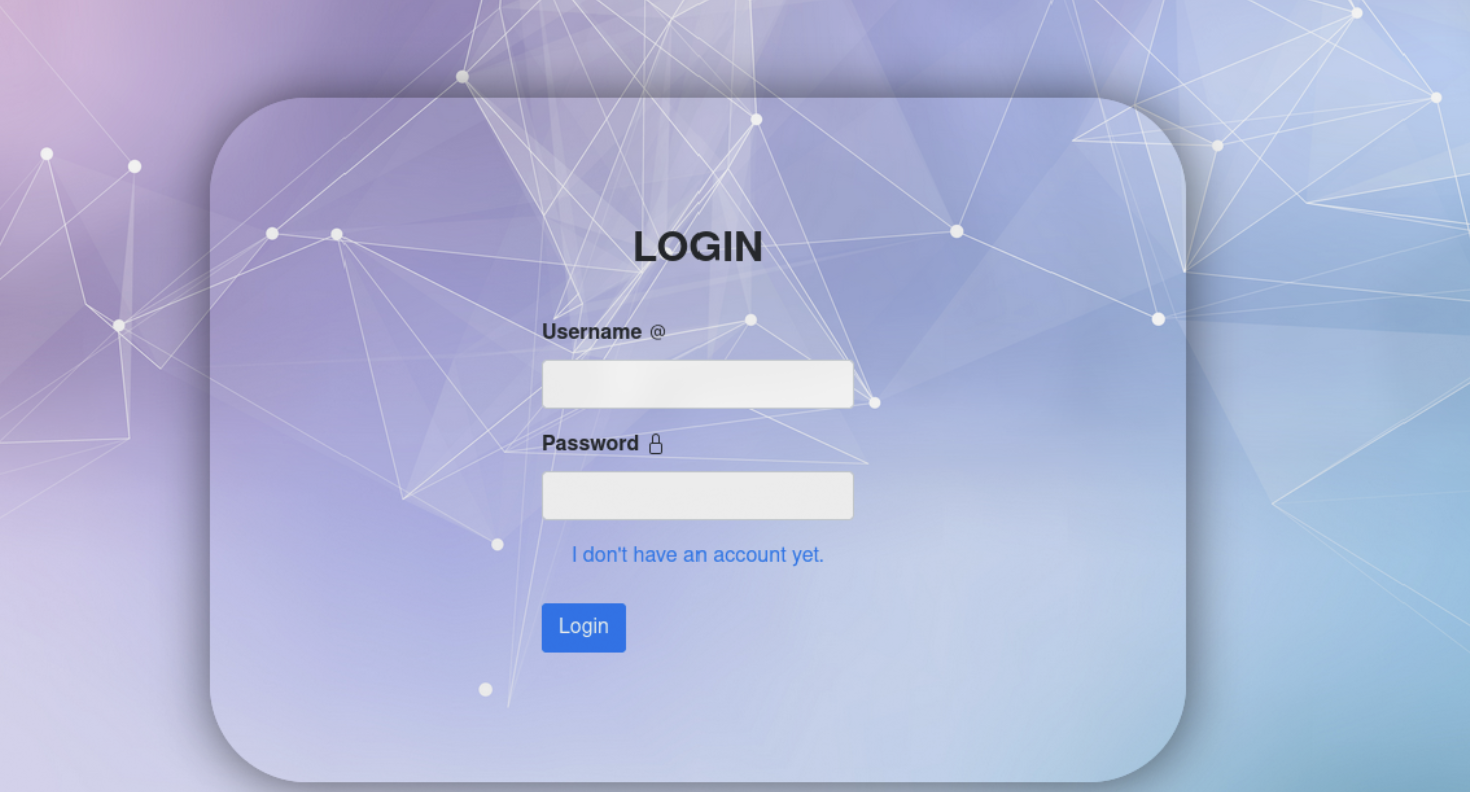 LOGIN
Username @
Password
I don't have an account yet.
Login